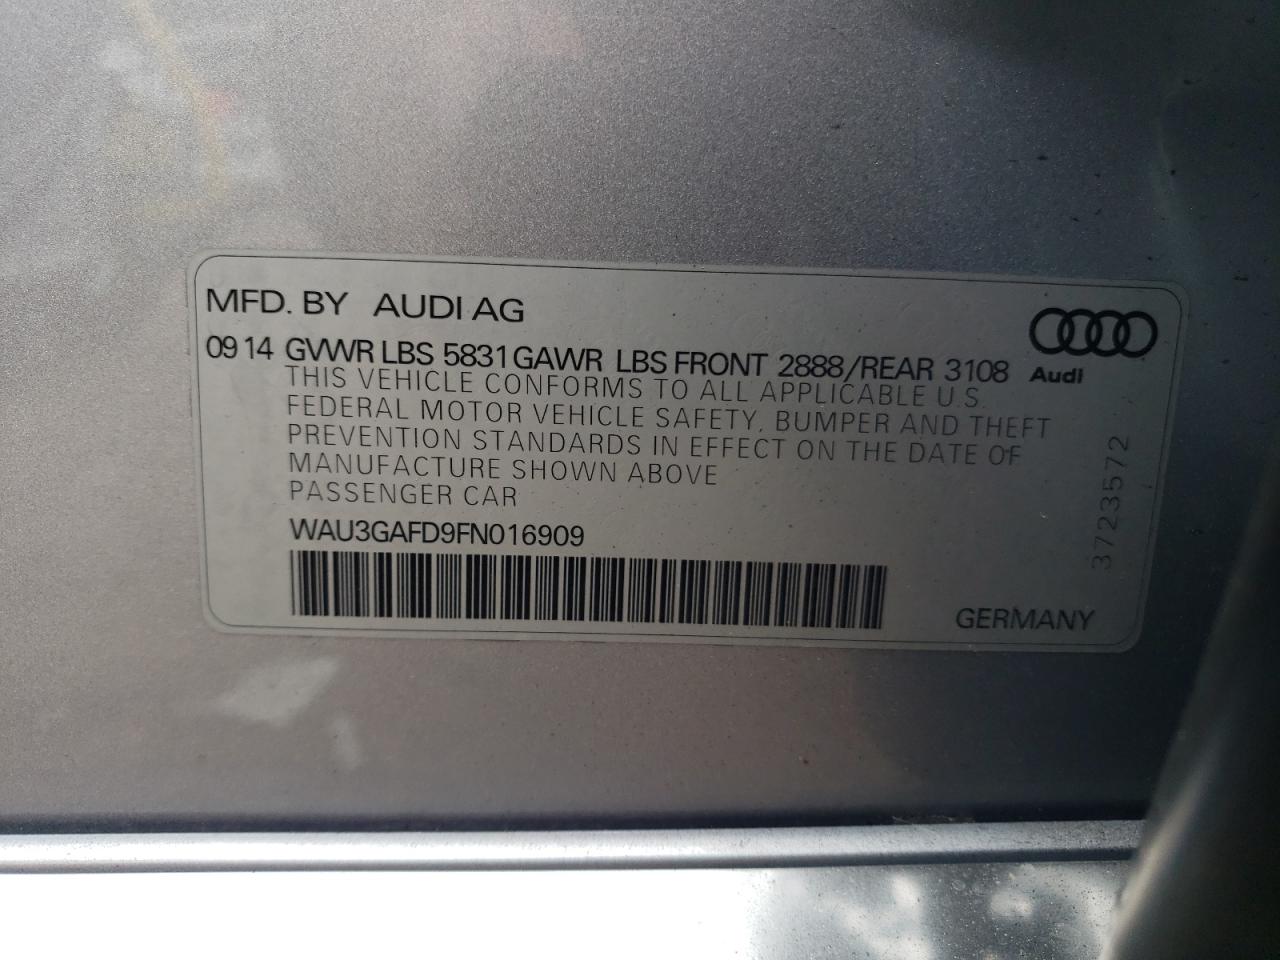 MFD. BY AUDI AG
09 14 GVWR LBS 5831 GAWR LBS FRONT 2888/REAR 3108
Audi
THIS VEHICLE CONFORMS TO ALL APPLICABLE U.S.
FEDERAL MOTOR VEHICLE SAFETY, BUMPER AND THEFT
PREVENTION STANDARDS IN EFFECT ON THE DATE OF
MANUFACTURE SHOWN ABOVE
PASSENGER CAR
WAU3GAFD9FN016909
GERMANY
3723572